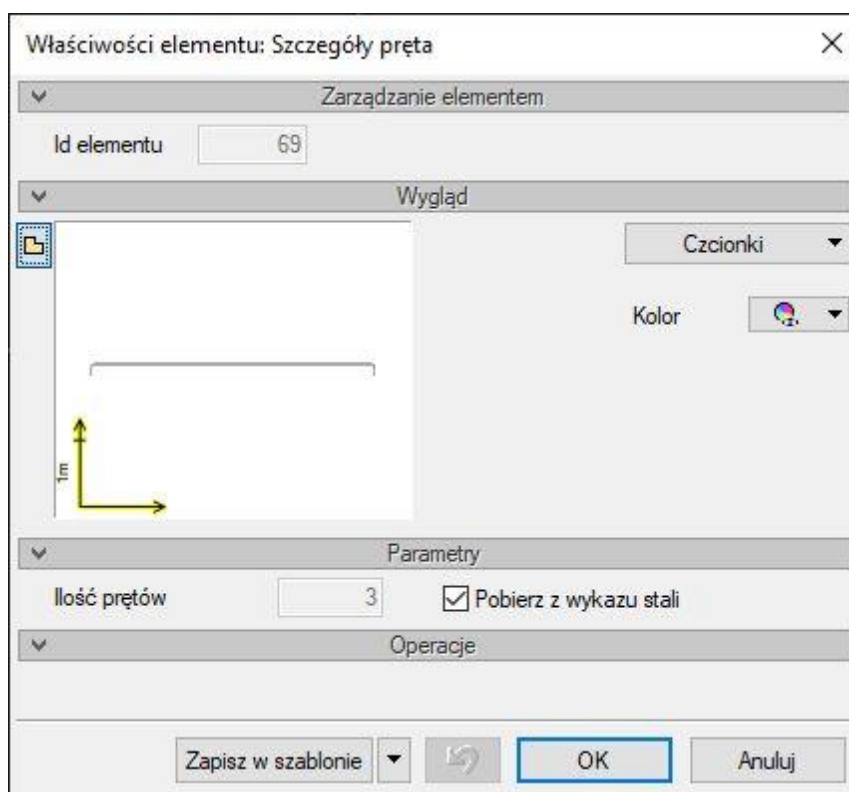 Właściwości elementu: Szczegóły pręta
Zarządzanie elementem
Id elementu 69
Wygląd
Czcionki
Kolor
1m
Parametry
Ilość prętów 3 Pobierz z wykazu stali
Operacje
Zapisz w szablonie OK Anuluj